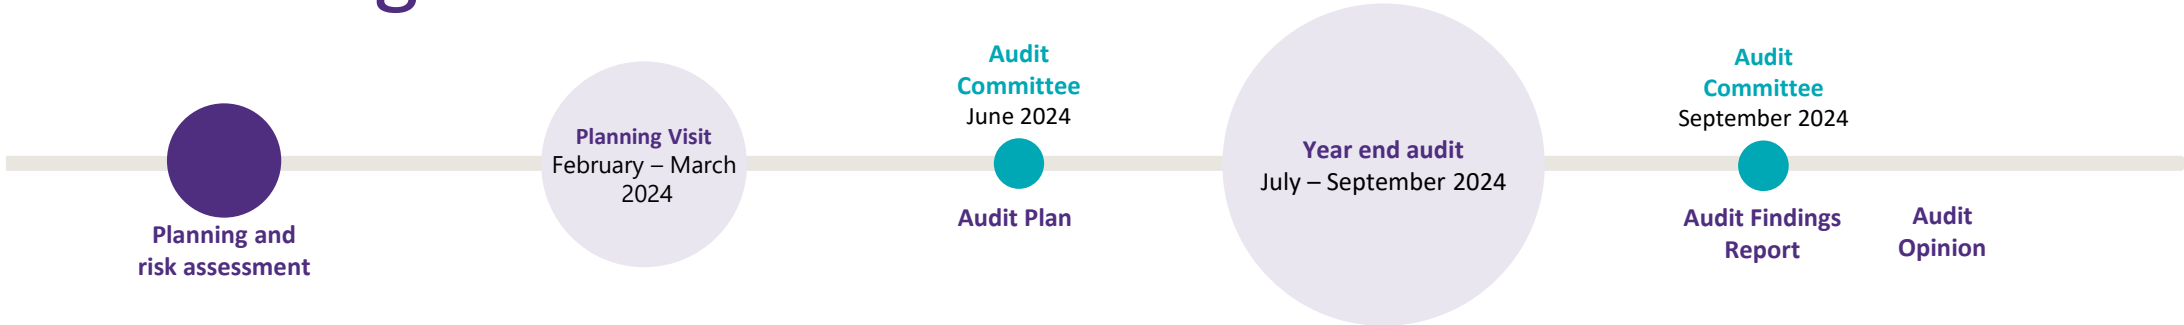 Planning and
risk assessment
Planning Visit
February – March
2024
Audit
Committee
June 2024
Audit Plan
Year end audit
July – September 2024
Audit
Committee
September 2024
Audit Findings
Report
Audit
Opinion